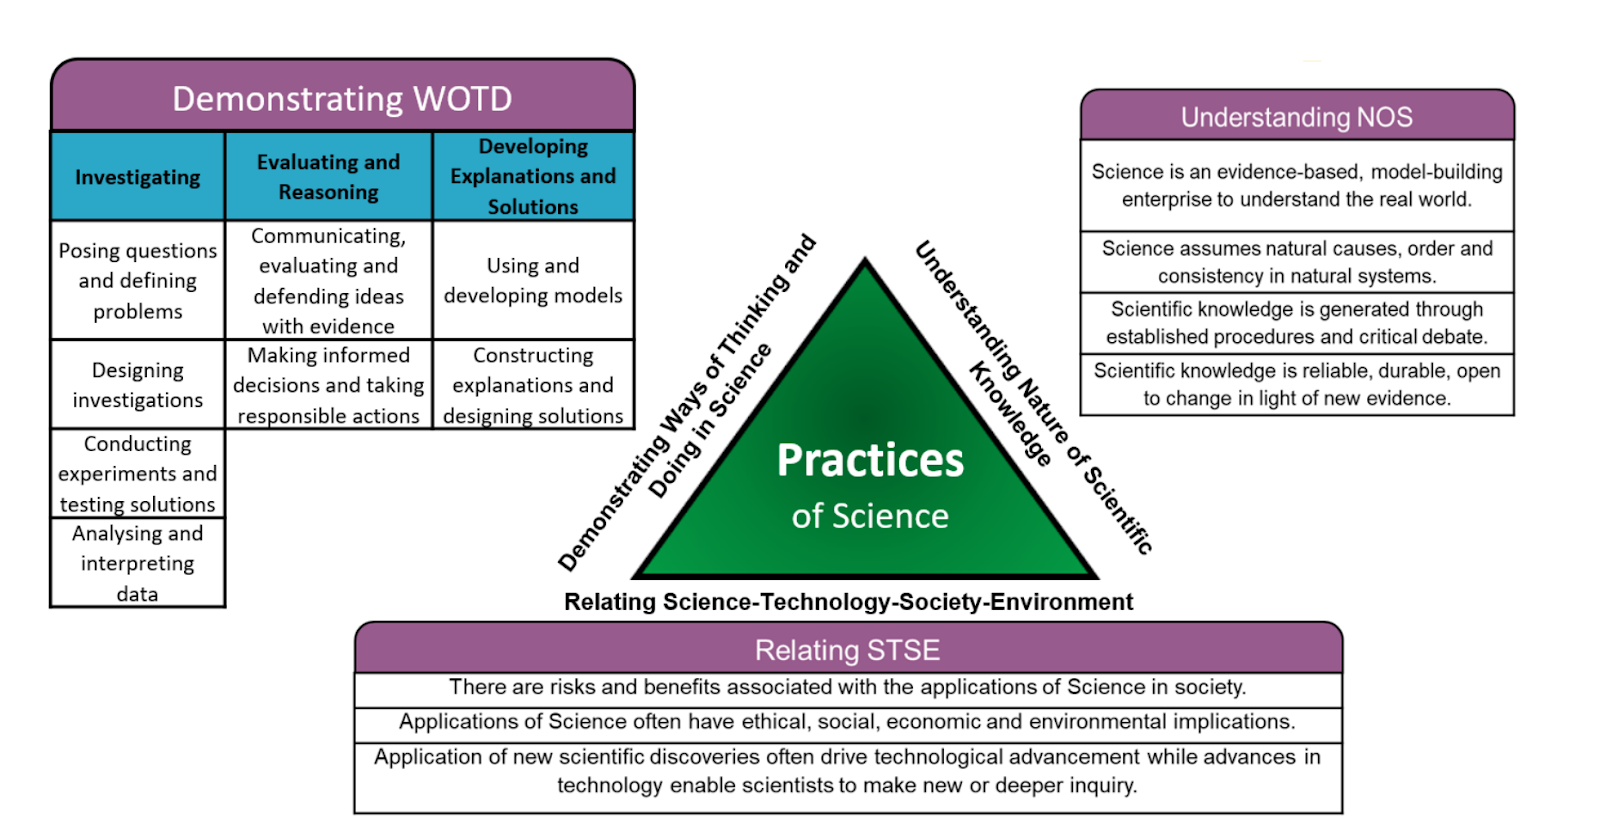 Demonstrating WOTD
Investigating
Evaluating and
Reasoning
Developing
Explanations and
Solutions
Posing questions
and defining
problems
Communicating,
evaluating and
defending ideas
with evidence
Using and
developing models
Designing
investigations
Making informed
decisions and taking
responsible actions
Constructing
explanations and
designing solutions
Conducting
experiments and
testing solutions
Analysing and
interpreting
data
Demonstrating Ways of Thinking and
Doing in Science
Practices
of Science
Understanding Nature of Scientific
Knowledge
Understanding NOS
Science is an evidence-based, model-building
enterprise to understand the real world.
Science assumes natural causes, order and
consistency in natural systems.
Scientific knowledge is generated through
established procedures and critical debate.
Scientific knowledge is reliable, durable, open
to change in light of new evidence.
Relating Science-Technology-Society-Environment
Relating STSE
There are risks and benefits associated with the applications of Science in society.
Applications of Science often have ethical, social, economic and environmental implications.
Application of new scientific discoveries often drive technological advancement while advances in
technology enable scientists to make new or deeper inquiry.